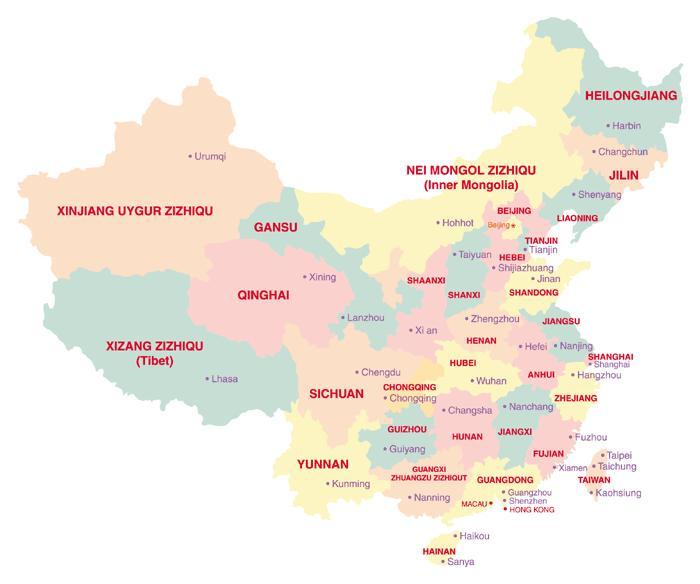 HEILONGJIANG
Harbin
Changchun
Urumqi
NEI MONGOL ZIZHIQU
(Inner Mongolia)
JILIN
Shenyang
XINJIANG UYGUR ZIZHIQU
BEIJING
LIAONING
GANSU
Hohhot
Beijing
TIANJIN
Tianjin
Taiyuan
HEBEI
Shijiazhuang
Xining
SHAANXI
Jinan
QINGHAI
SHANXI
SHANDONG
Lanzhou
Zhengzhou
JIANGSU
Xi an
HENAN
Hefei
Nanjing
XIZANG ZIZHIQU
(Tibet)
SHANGHAI
Shanghai
HUBEI
Chengdu
ANHUI
Hangzhou
Lhasa
Wuhan
CHONGQING
SICHUAN
Chongqing
ZHEJIANG
Changsha
Nanchang
GUIZHOU
JIANGXI
HUNAN
Fuzhou
Guiyang
FUJIAN
Taipei
YUNNAN
GUANGXI
ZHUANGZU ZIZHIQUT
Xiamen
Taichung
Kunming
GUANGDONG
TAIWAN
Nanning
Guangzhou
Kaohsiung
Shenzhen
MACAU
HONG KONG
Haikou
HAINAN
Sanya